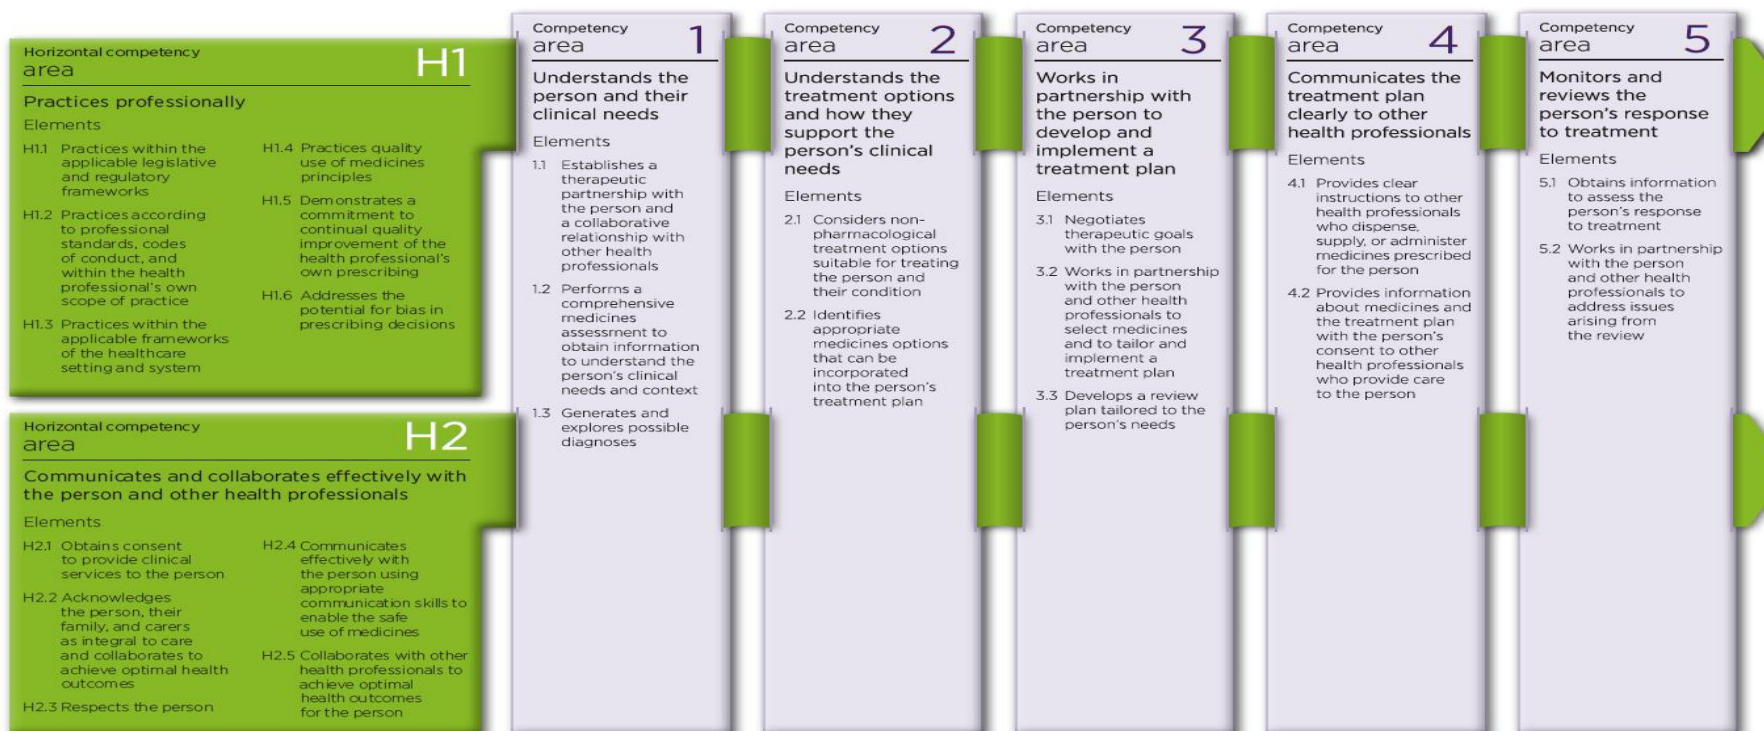 Horizontal competency
area
H1
Practices professionally
Elements
H1.1 Practices within the
applicable legislative
and regulatory
frameworks
H1.2 Practices according
to professional
standards, codes
of conduct, and
within the health
professional's own
scope of practice
H1.3 Practices within the
applicable frameworks
of the healthcare
setting and system
H1.4 Practices quality
use of medicines
principles
H1.5 Demonstrates a
commitment to
continual quality
improvement of the
health professional's
own prescribing
H1.6 Addresses the
potential for bias in
prescribing decisions
Horizontal competency
area
H2
Communicates and collaborates effectively with
the person and other health professionals
Elements
H2.1 Obtains consent
to provide clinical
services to the person
H2.2 Acknowledges
the person, their
family, and carers
as integral to care
and collaborates to
achieve optimal health
outcomes
H2.3 Respects the person
H2.4 Communicates
effectively with
the person using
appropriate
communication skills to
enable the safe
use of medicines
H2.5 Collaborates with other
health professionals to
achieve optimal
health outcomes
for the person
Competency
area
1
Understands the
person and their
clinical needs
Elements
1.1 Establishes a
therapeutic
partnership with
the person and
a collaborative
relationship with
other health
professionals
1.2 Performs a
comprehensive
medicines
assessment to
obtain information
to understand the
person's clinical
needs and context
1.3 Generates and
explores possible
diagnoses
Competency
area
2
Understands the
treatment options
and how they
support the
person's clinical
needs
Elements
2.1 Considers non-
pharmacological
treatment options
suitable for treating
the person and
their condition
2.2 Identifies
appropriate
medicines options
that can be
incorporated
into the person's
treatment plan
Competency
area
3
Works in
partnership with
the person to
develop and
implement a
treatment plan
Elements
3.1 Negotiates
therapeutic goals
with the person
3.2 Works in partnership
with the person
and other health
professionals to
select medicines
and to tailor and
implement a
treatment plan
3.3 Develops a review
plan tailored to the
person's needs
Competency
area
4
Communicates the
treatment plan
clearly to other
health professionals
Elements
4.1 Provides clear
instructions to other
health professionals
who dispense,
supply, or administer
medicines prescribed
for the person
4.2 Provides information
about medicines and
the treatment plan
with the person's
consent to other
health professionals
who provide care
to the person
Competency
area
5
Monitors and
reviews the
person's response
to treatment
Elements
5.1 Obtains information
to assess the
person's response
to treatment
5.2 Works in partnership
with the person
and other health
professionals to
address issues
arising from
the review